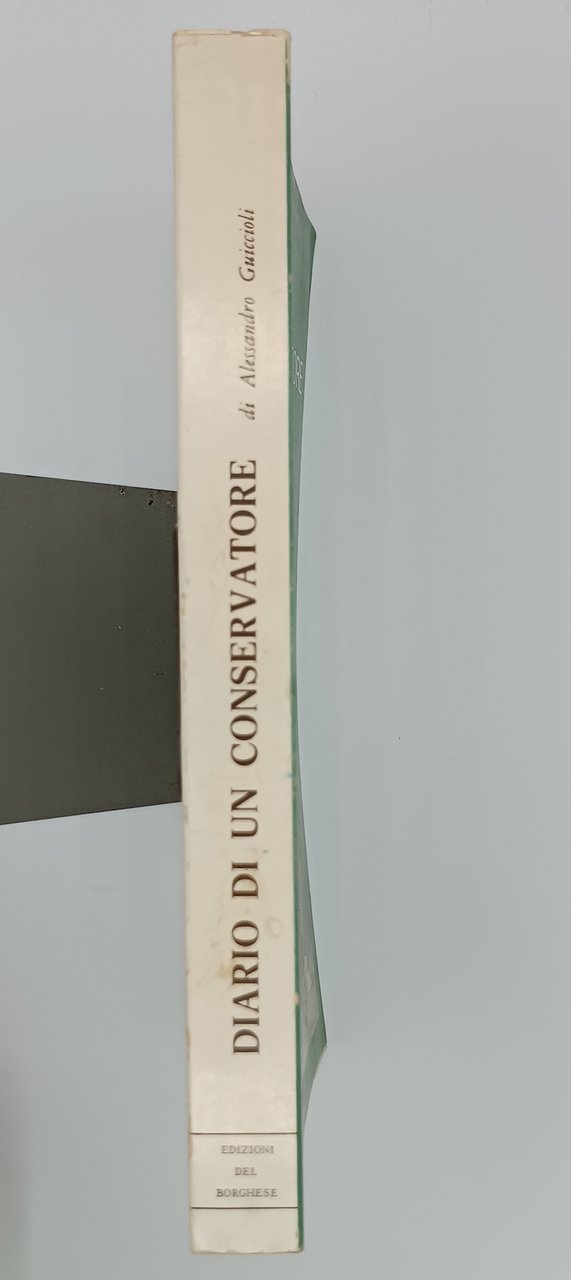 DIARIO DI UN CONSERVATORE
di Alessandro Guiccioli
EDIZIONI
DEL
BORGHESE